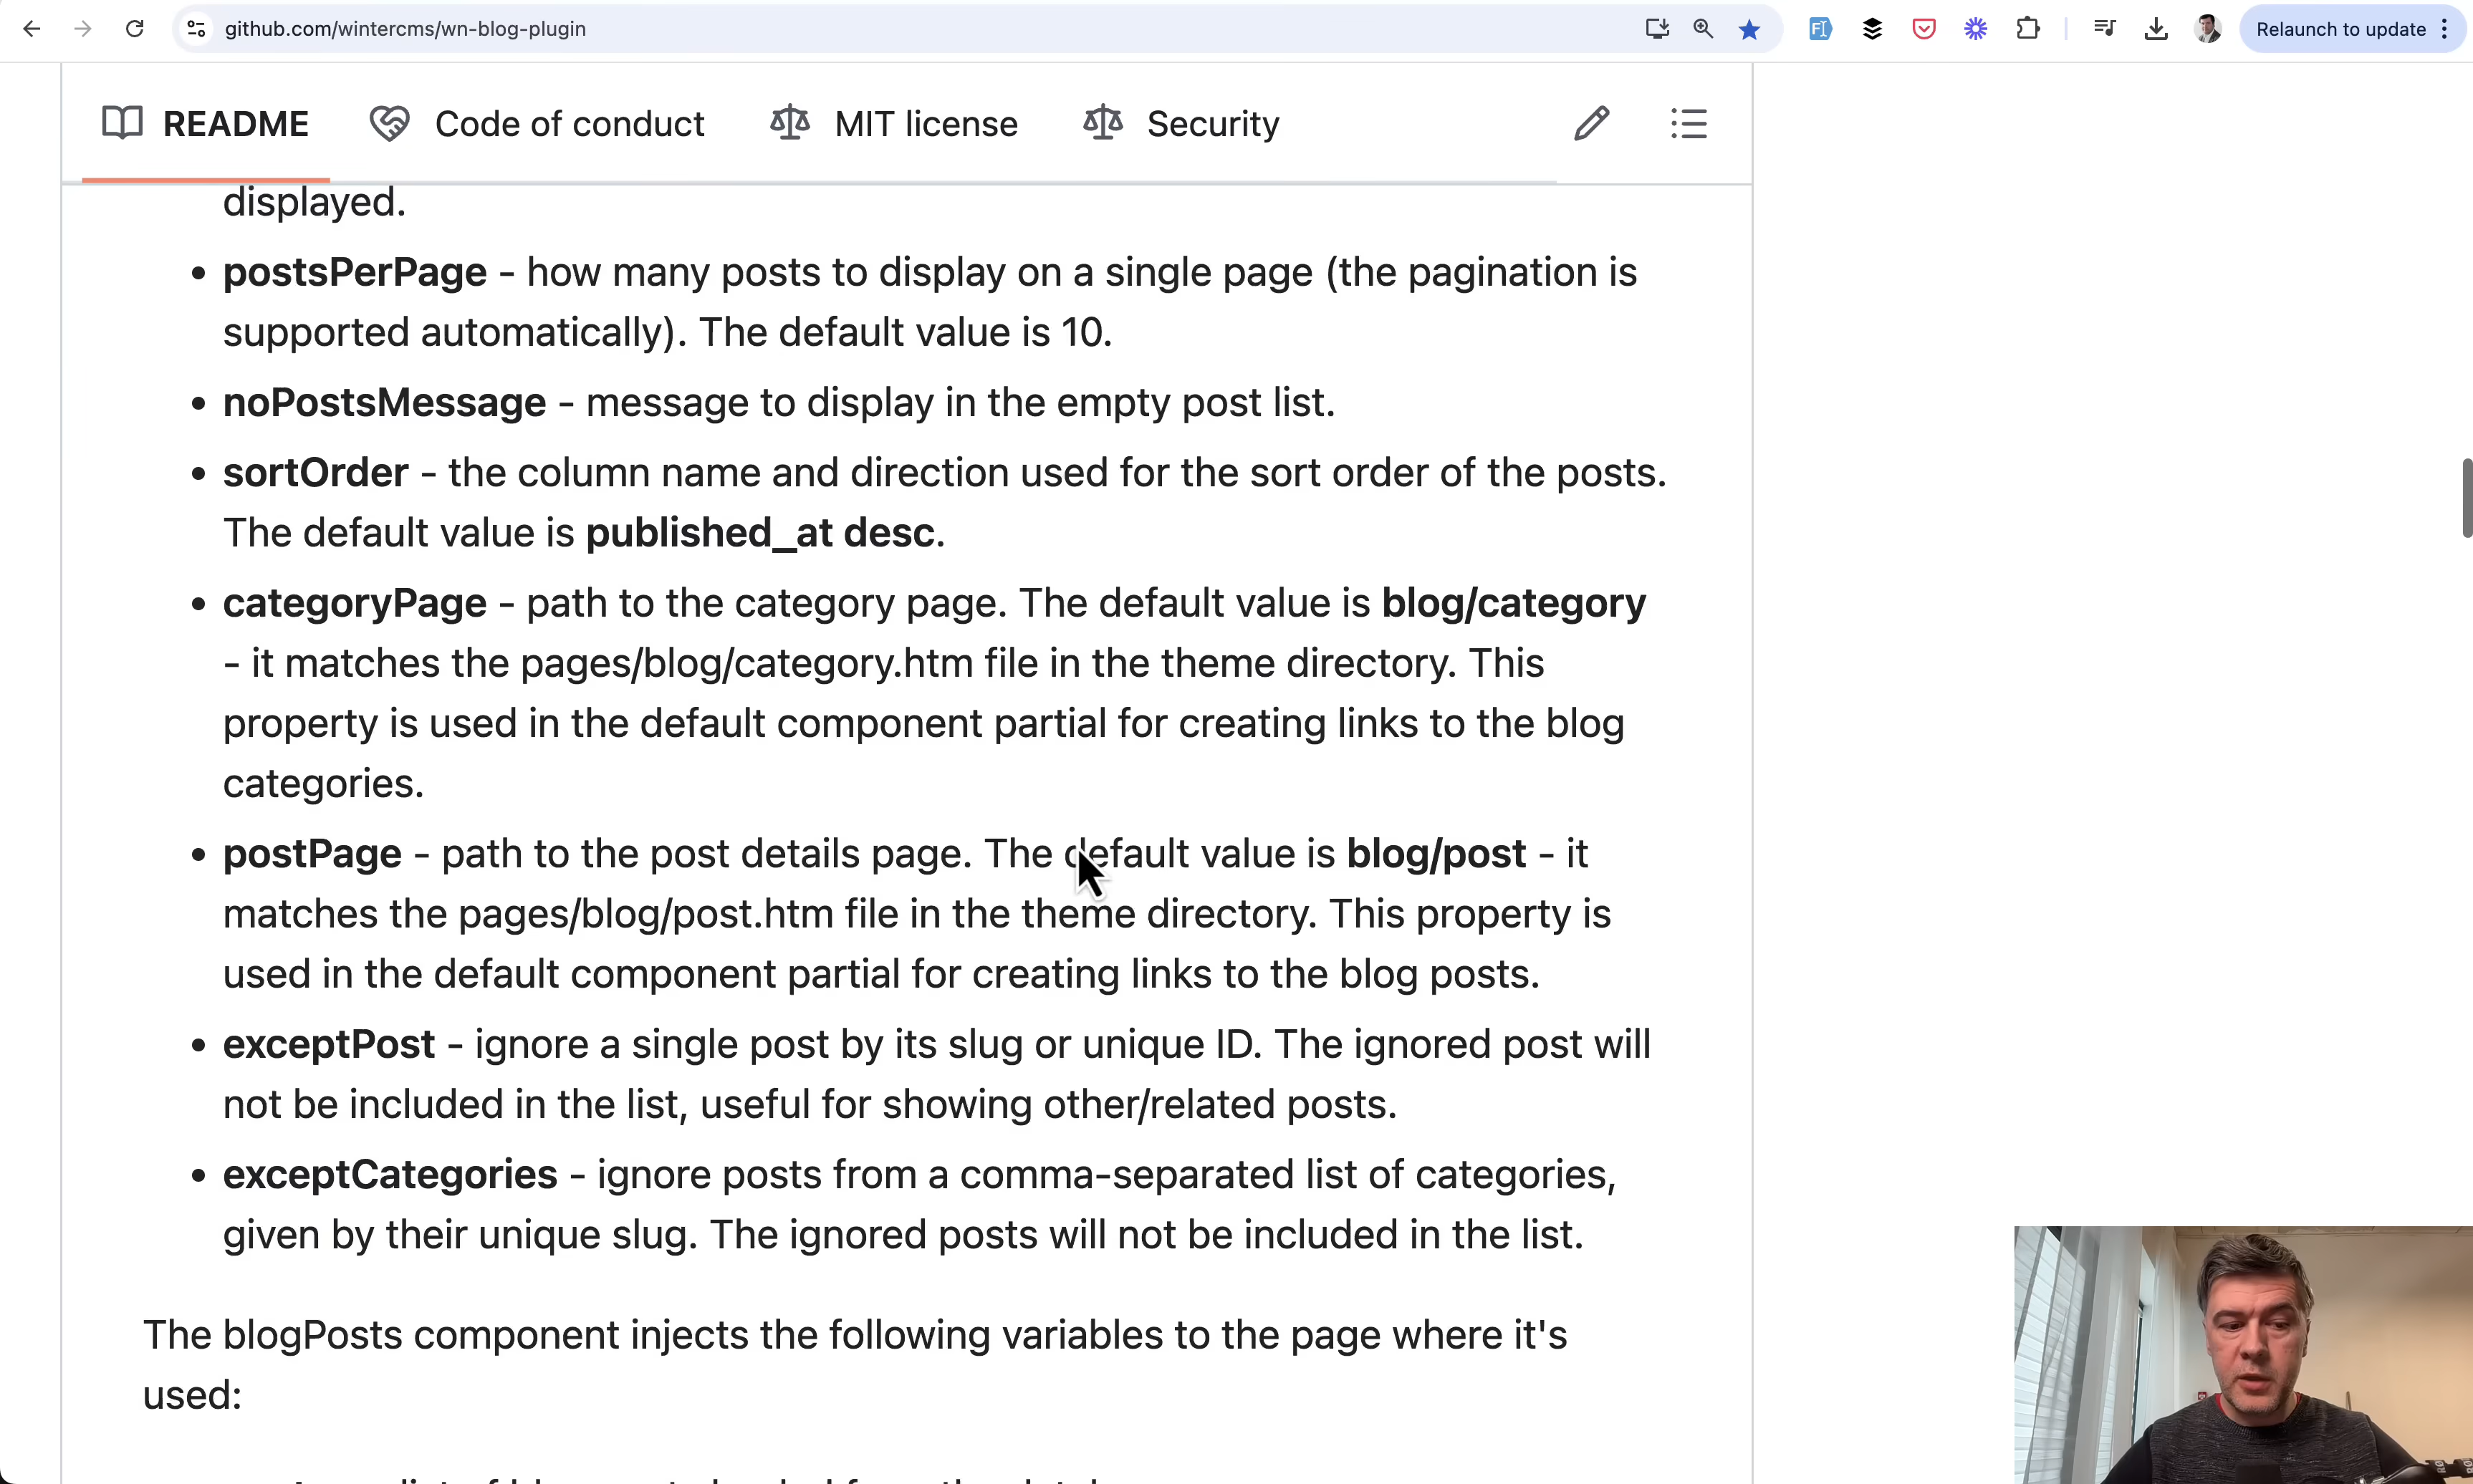 github.com/wintercms/wn-blog-plugin
Relaunch to update
README
Code of conduct
MIT license
Security
displayed.
• postsPerPage - how many posts to display on a single page (the pagination is
supported automatically). The default value is 10.
• noPostsMessage - message to display in the empty post list.
• sortOrder - the column name and direction used for the sort order of the posts.
The default value is published_at desc.
• categoryPage - path to the category page. The default value is blog/category
- it matches the pages/blog/category.htm file in the theme directory. This
property is used in the default component partial for creating links to the blog
categories.
• postPage - path to the post details page. The default value is blog/post - it
matches the pages/blog/post.htm file in the theme directory. This property is
used in the default component partial for creating links to the blog posts.
• exceptPost - ignore a single post by its slug or unique ID. The ignored post will
not be included in the list, useful for showing other/related posts.
• exceptCategories - ignore posts from a comma-separated list of categories,
given by their unique slug. The ignored posts will not be included in the list.
The blogPosts component injects the following variables to the page where it's
used: